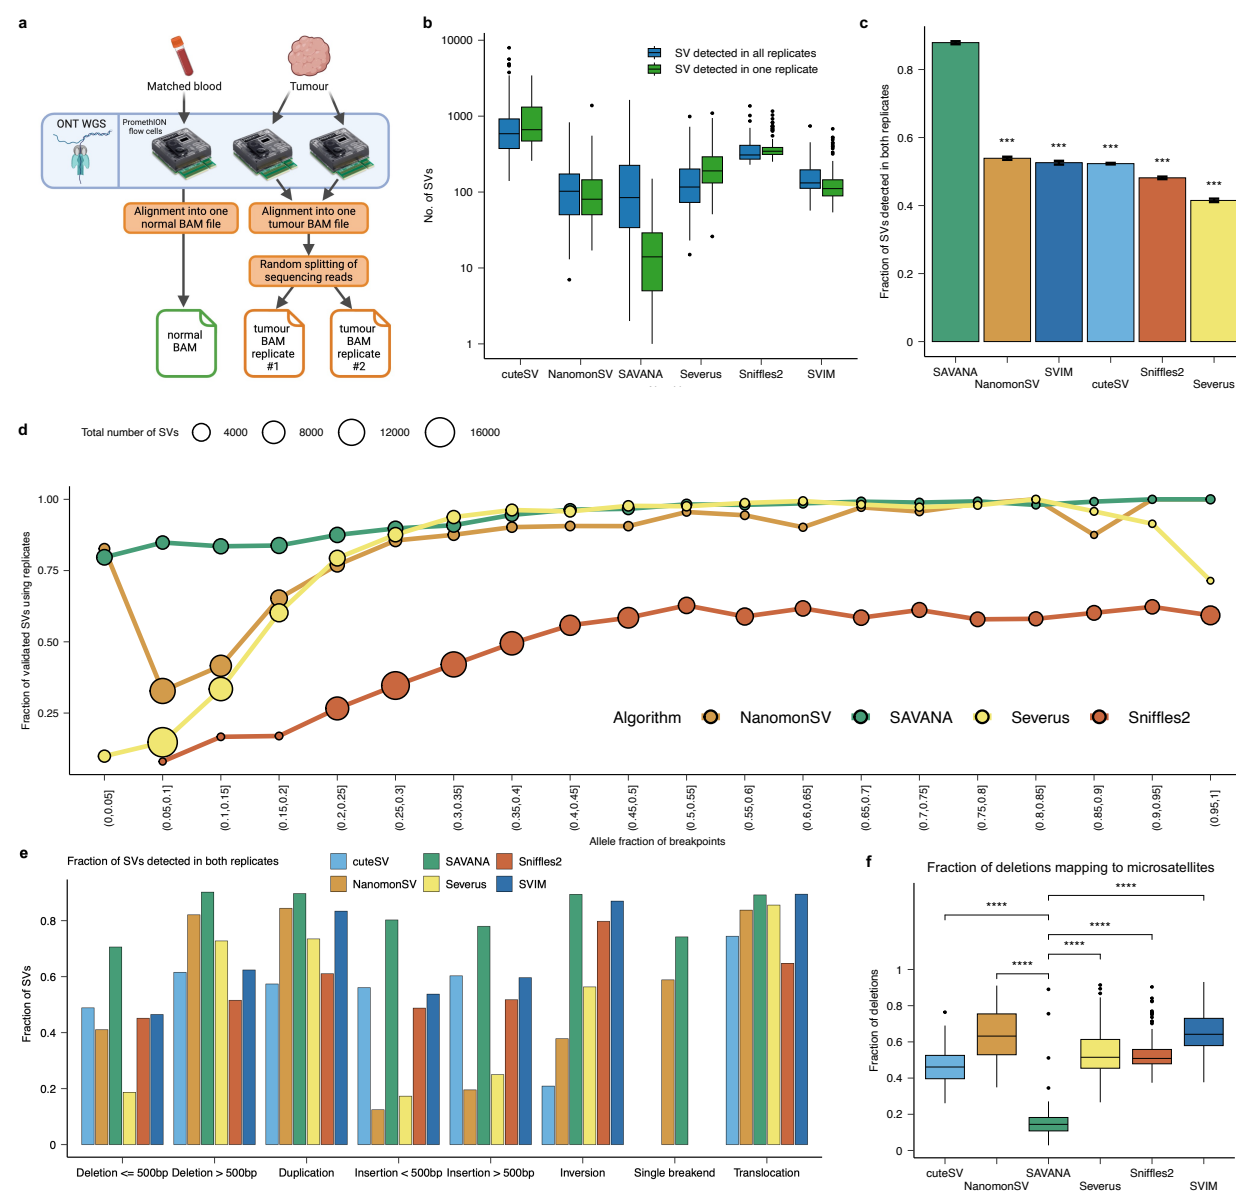 a
Matched blood
Tumour
ONT WGS
PromethION
flow cells
Alignment into one
normal BAM file
Alignment into one
tumour BAM file
Random splitting of
sequencing reads
normal
BAM
tumour
BAM
replicate
#1
tumour
BAM
replicate
#2
b
SV detected in all replicates
SV detected in one replicate
No. of SVs
10000
1000
100
10
1
cuteSV NanomonSV SAVANA Severus Sniffles2 SVIM
c
Fraction of SVs detected in both replicates
0.8
0.6
0.4
0.2
0
*** *** *** *** ***
SAVANA NanomonSV SVIM cuteSV Sniffles2 Severus
d
Total number of SVs 4000 8000 12000 16000
Fraction of validated SVs using replicates
1.00
0.75
0.50
0.25
Algorithm NanomonSV SAVANA Severus Sniffles2
(0,0.05] (0.05,0.1] (0.1,0.15] (0.15,0.2] (0.2,0.25] (0.25,0.3] (0.3,0.35] (0.35,0.4] (0.4,0.45] (0.45,0.5] (0.5,0.55] (0.55,0.6] (0.6,0.65] (0.65,0.7] (0.7,0.75] (0.75,0.8] (0.8,0.85] (0.85,0.9] (0.9,0.95] (0.95,1]
Allele fraction of breakpoints
e
Fraction of SVs detected in both replicates
cuteSV SAVANA Sniffles2
NanomonSV Severus SVIM
Fraction of SVs
0.8
0.6
0.4
0.2
0
Deletion <= 500bp Deletion > 500bp Duplication Insertion < 500bp Insertion > 500bp Inversion Single breakend Translocation
f
Fraction of deletions mapping to microsatellites
****
****
****
****
****
Fraction of deletions
1
0.8
0.6
0.4
0.2
0
cuteSV NanomonSV SAVANA Severus Sniffles2 SVIM